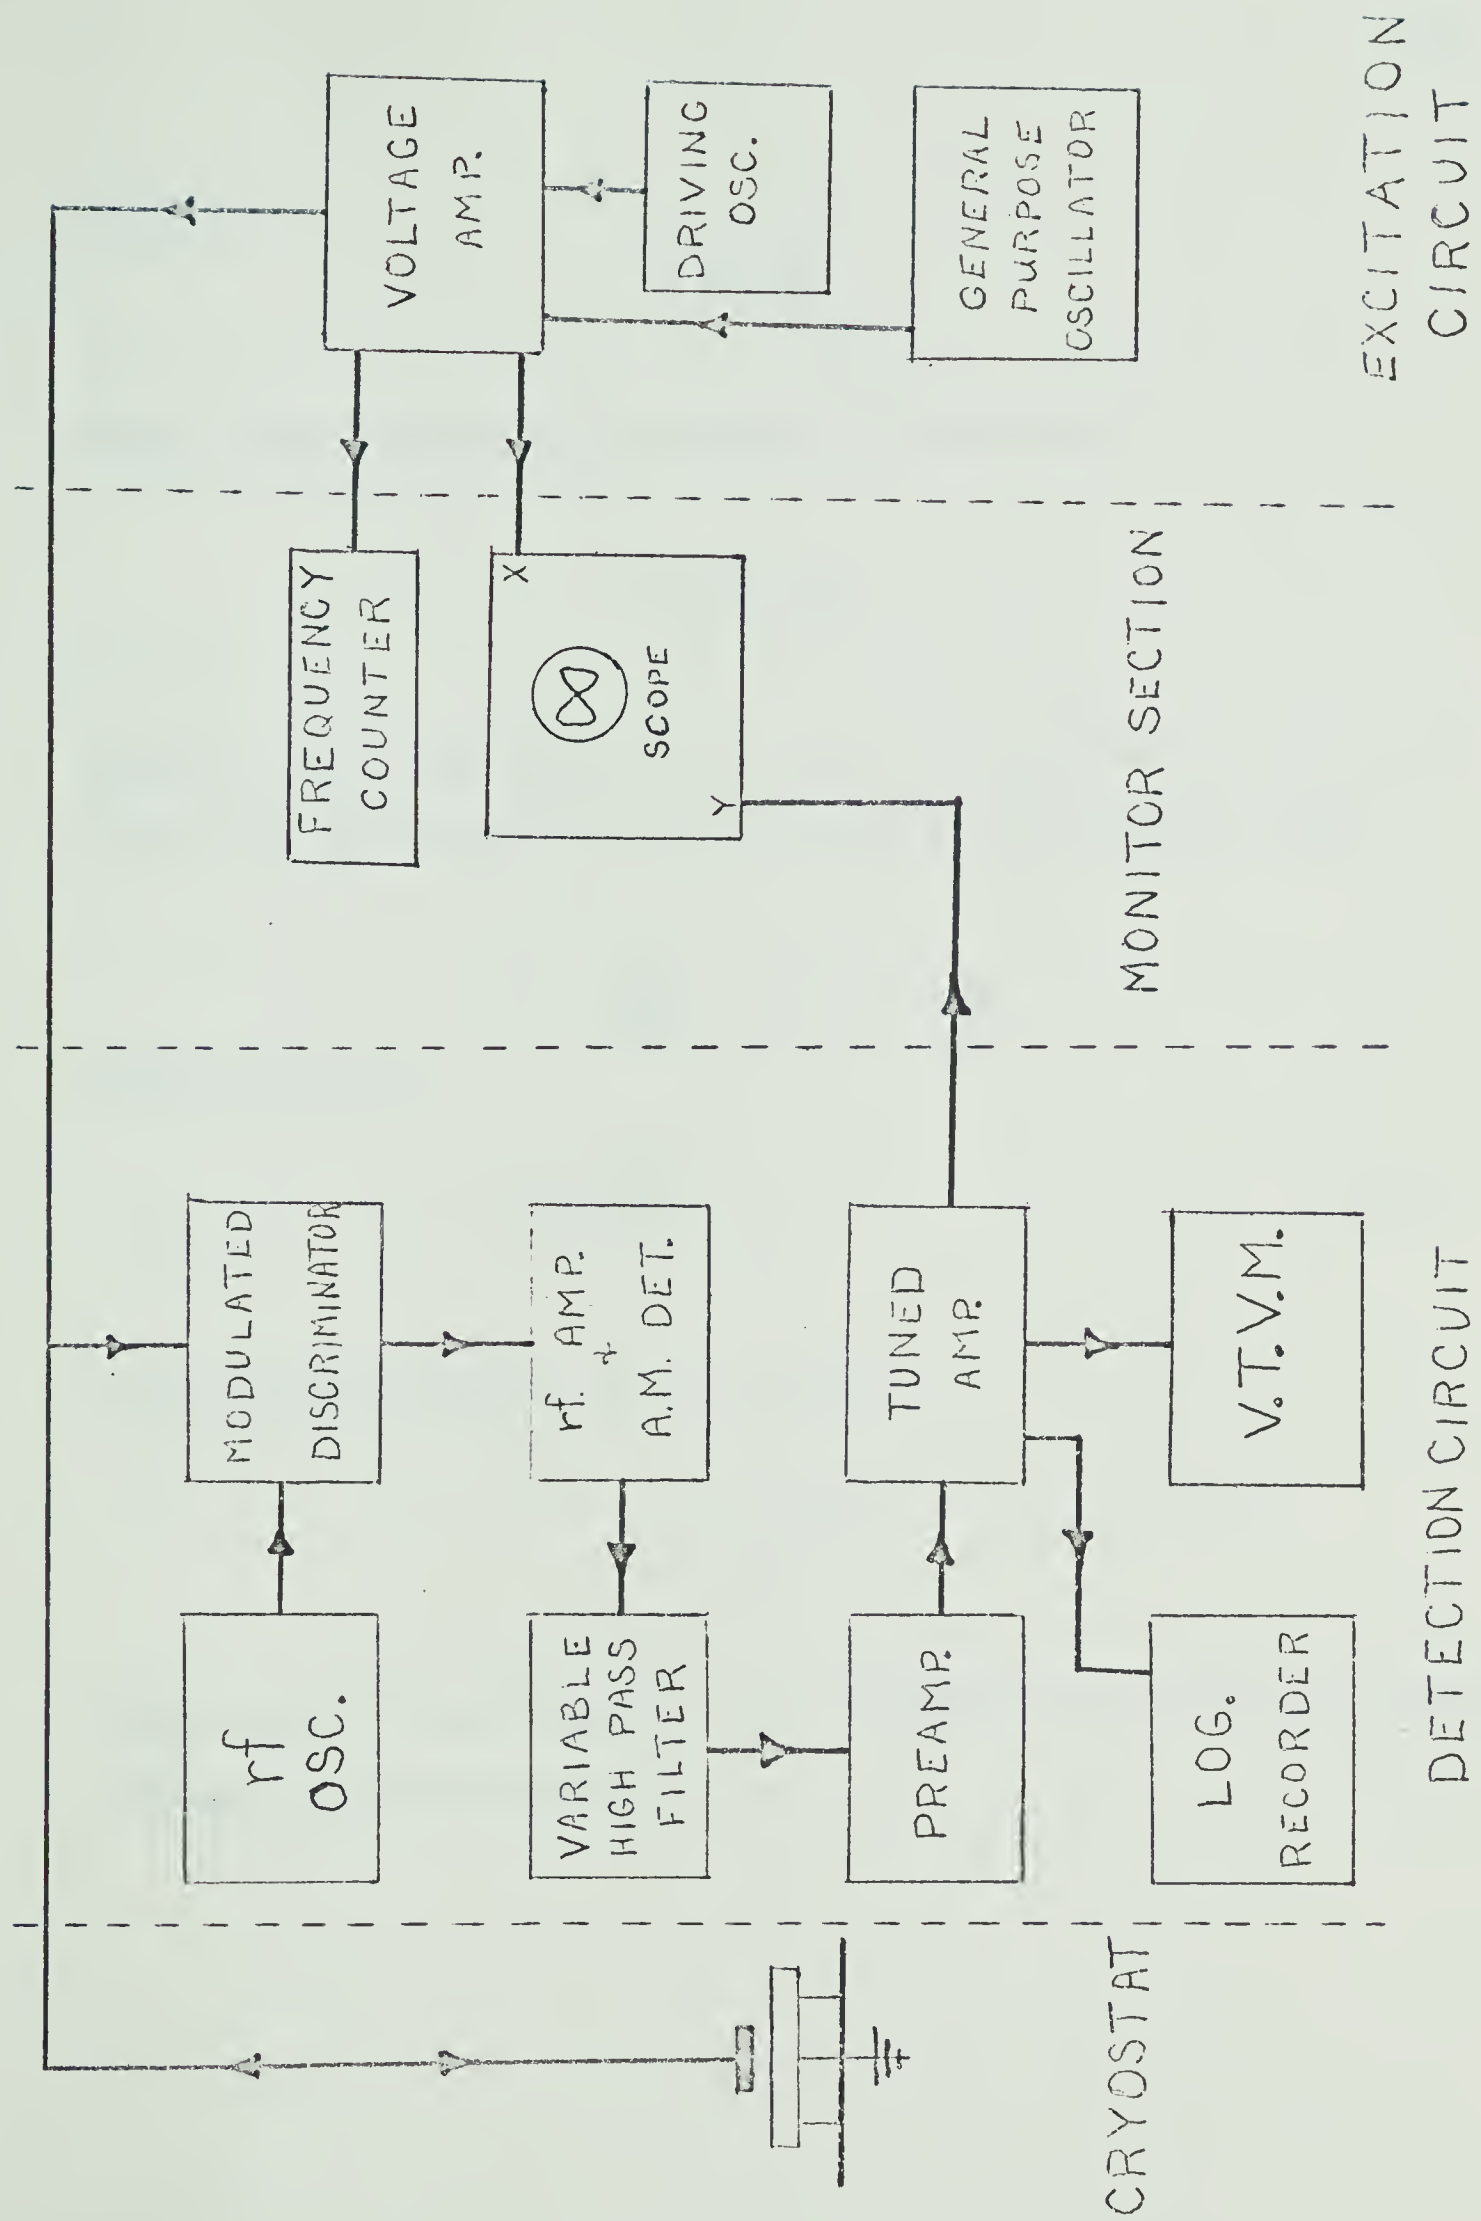 CRYOSTAT
rf
OSC.
MODULATED
DISCRIMINATOR
VARIABLE
HIGH PASS
FILTER
rf. AMP.
+
A.M. DET.
PREAMP.
TUNED
AMP.
LOG.
RECORDER
V.T.V.M.
DETECTION CIRCUIT
FREQUENCY
COUNTER
X
SCOPE
Y
MONITOR SECTION
VOLTAGE
AMP.
DRIVING
OSC.
GENERAL
PURPOSE
OSCILLATOR
EXCITATION
CIRCUIT